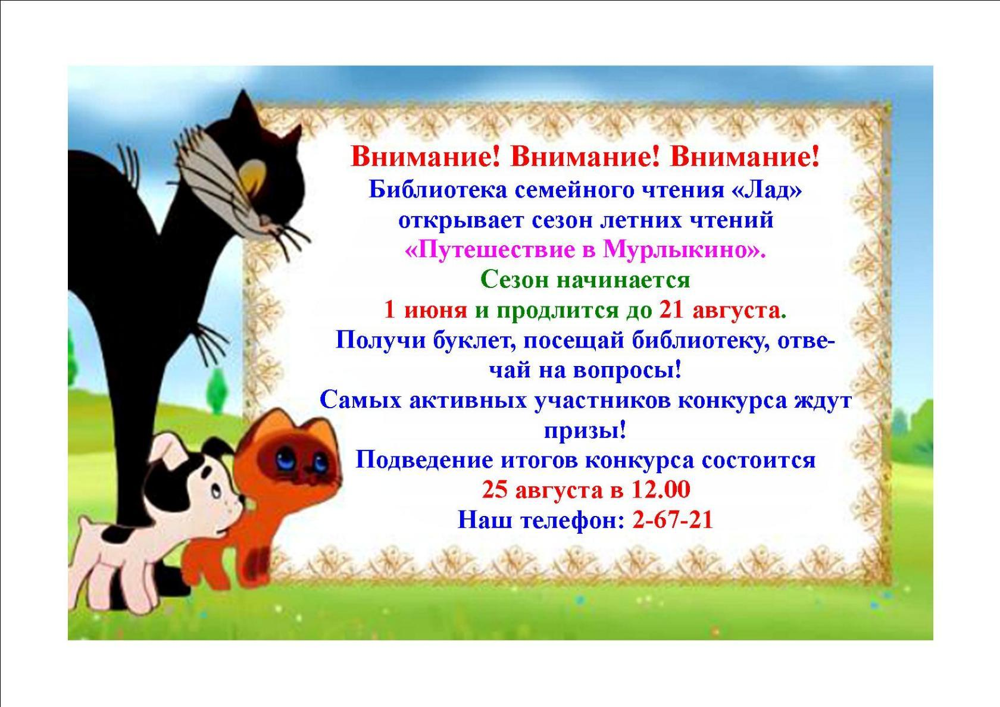 Внимание! Внимание! Внимание!
Библиотека семейного чтения «Лад»
открывает сезон летних чтений
«Путешествие в Мурлыкино».
Сезон начинается
1 июня и продлится до 21 августа.
Получи буклет, посещай библиотеку, отве-
чай на вопросы!
Самых активных участников конкурса ждут
призы!
Подведение итогов конкурса состоится
25 августа в 12.00
Наш телефон: 2-67-21